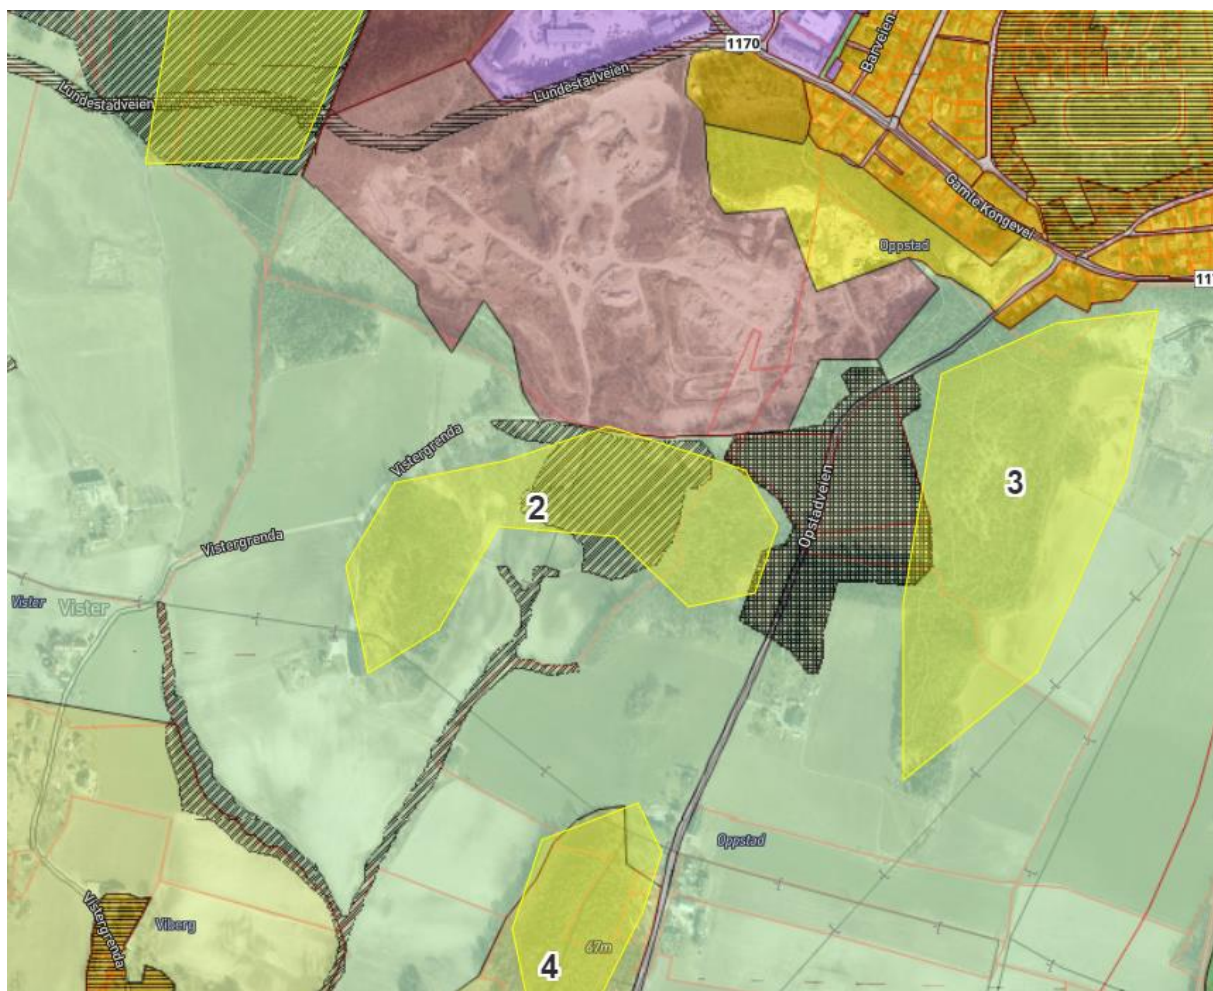 1170
Barveien
Lundestadveien
Lundestadveien
Gamle Kongevei
Oppstad
Vistergrenda
2
Opstadveien
3
Vistergrenda
Vister
Vister
Oppstad
Viberg
Vistergrenda
67m
4